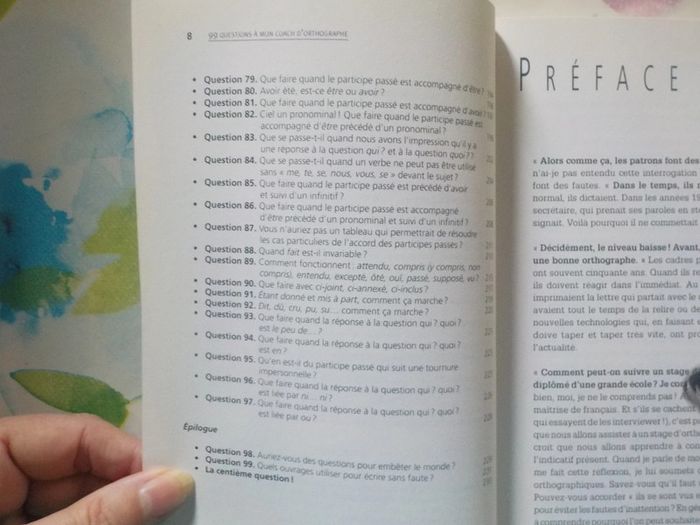 8 99 QUESTIONS À MON COACH D'ORTHOGRAPHE
• Question 79. Que faire quand le participe passé est accompagné d'être ?
• Question 80. Avoir été, est-ce être ou avoir ?
• Question 81. Que faire quand le participe passé est accompagné d'avoir ?
• Question 82. Ciel un pronominal ! Que faire quand le participe passé est
accompagné d'être précédé d'un pronominal ?
• Question 83. Que se passe-t-il quand nous avons l'impression qu'il y a
une réponse à la question qui ? et à la question quoi ?
• Question 84. Que se passe-t-il quand un verbe ne peut pas être utilisé
sans « me, te, se, nous, vous, se » devant le sujet ?
• Question 85. Que faire quand le participe passé est précédé d'avoir
et suivi d'un infinitif ?
• Question 86. Que faire quand le participe passé est accompagné
d'être précédé d'un pronominal et suivi d'un infinitif ?
• Question 87. Vous n'auriez pas un tableau qui permettrait de résoudre
les cas particuliers de l'accord des participes passés ?
• Question 88. Quand fait est-il invariable ?
• Question 89. Comment fonctionnent : attendu, compris (y compris, non
compris), entendu, excepté, ôté, ouï, passé, supposé, vu ?
• Question 90. Que faire avec ci-joint, ci-annexé, ci-inclus ?
• Question 91. Étant donné et mis à part, comment ça marche ?
• Question 92. Dit, dû, cru, pu, su… comment ça marche ?
• Question 93. Que faire quand la réponse à la question qui ? quoi ?
est le peu de… ?
• Question 94. Que faire quand la réponse à la question qui ? quoi ?
est en ?
• Question 95. Qu'en est-il du participe passé qui suit une tournure
impersonnelle ?
• Question 96. Que faire quand la réponse à la question qui ? quoi ?
est liée par ni… ni ?
• Question 97. Que faire quand la réponse à la question qui ? quoi ?
est liée par ou ?
Épilogue
• Question 98. Auriez-vous des questions pour embêter le monde ?
• Question 99. Quels ouvrages utiliser pour écrire sans faute ?
• La centième question !
PRÉFACE
« Alors comme ça, les patrons font des
n'ai-je pas entendu cette interrogation
font des fautes. « Dans le temps, ils
normal, ils dictaient. Dans les années
secrétaire, qui prenait ses paroles en
signait. Voilà pourquoi il ne commettait
« Décidément, le niveau baisse ! Avant,
une bonne orthographe. » Les cadres
ont souvent cinquante ans. Quand ils
ils doivent réagir dans l'immédiat. Au
imprimaient la lettre qui partait avec le
avaient tout le temps de la relire ou de
nouvelles technologies qui, en faisant
doive taper et taper très vite, ont
l'actualité.
« Comment peut-on suivre un stage
diplômé d'une grande école ? Je
bien, moi, je ne le comprends pas !
maîtrise de français. Et s'ils se cachent
qui essayent de les interviewer !), c'est
que nous allons assister à un stage
croit que nous allons apprendre à
l'indicatif présent. Quand je parle de
me fait cette réflexion, je lui soumets
orthographiques. Savez-vous qu'il faut
Pouvez-vous accorder « ils se sont
pour éviter les fautes d'inattention ? En
à comprendre pourquoi l'on peut